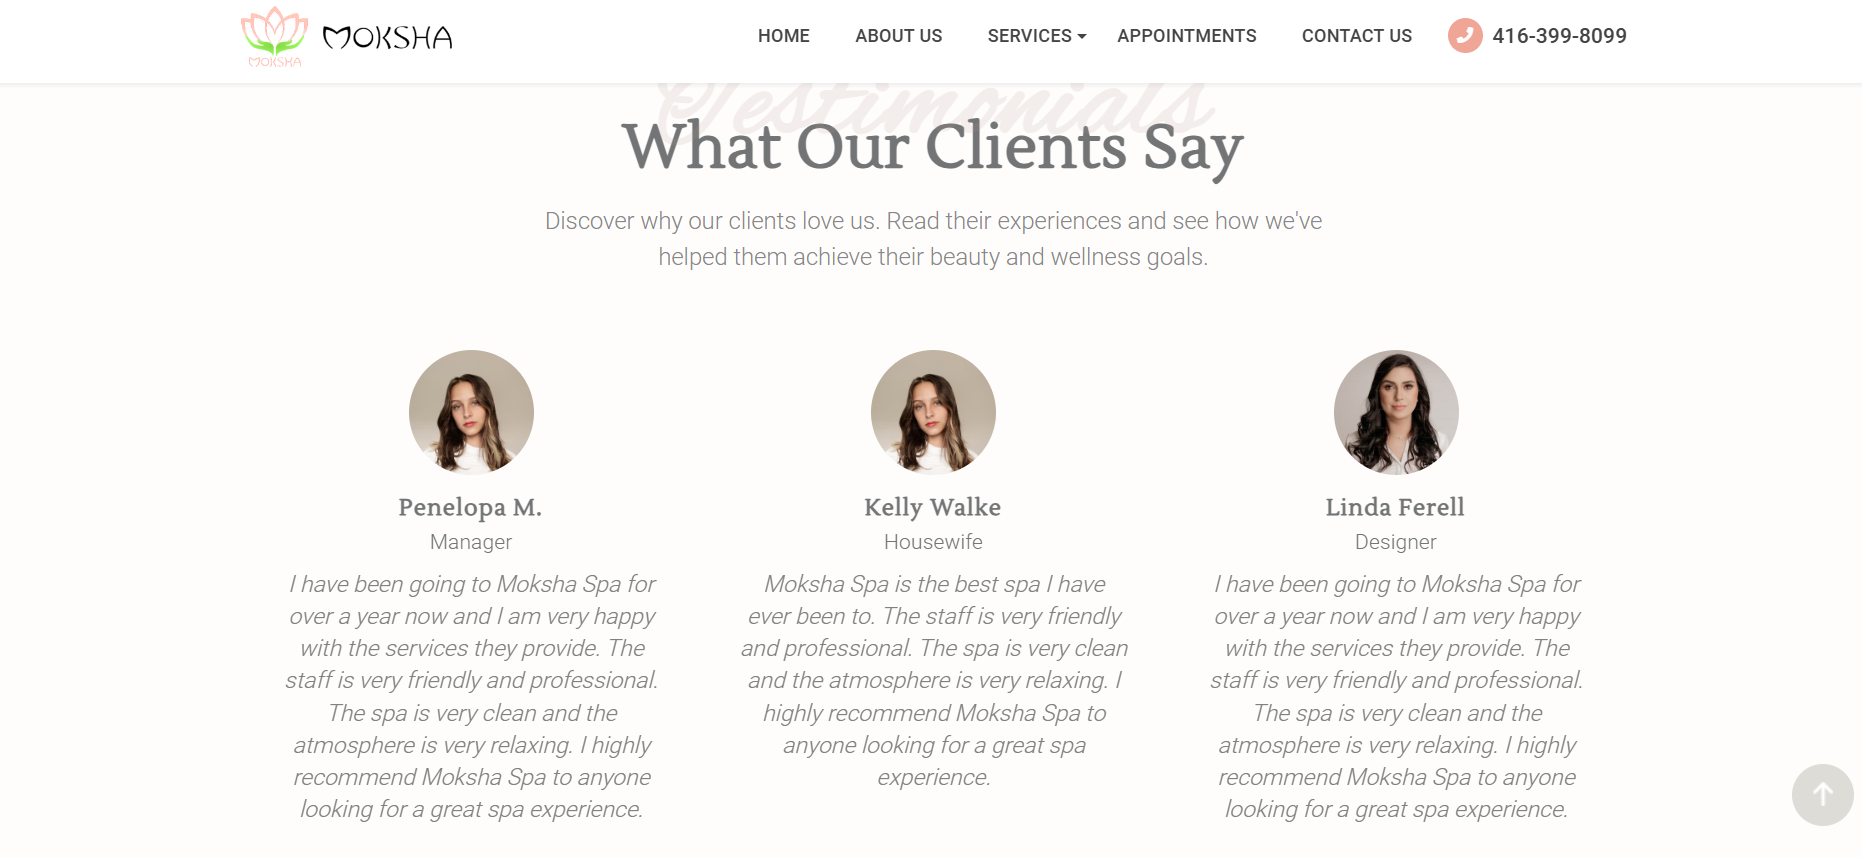 MOKSHA
MOKSHA
HOME ABOUT US SERVICES APPOINTMENTS CONTACT US 416-399-8099
Testimonials
What Our Clients Say
Discover why our clients love us. Read their experiences and see how we've
helped them achieve their beauty and wellness goals.
Penelopa M.
Manager
I have been going to Moksha Spa for
over a year now and I am very happy
with the services they provide. The
staff is very friendly and professional.
The spa is very clean and the
atmosphere is very relaxing. I highly
recommend Moksha Spa to anyone
looking for a great spa experience.
Kelly Walke
Housewife
Moksha Spa is the best spa I have
ever been to. The staff is very friendly
and professional. The spa is very clean
and the atmosphere is very relaxing. I
highly recommend Moksha Spa to
anyone looking for a great spa
experience.
Linda Ferell
Designer
I have been going to Moksha Spa for
over a year now and I am very happy
with the services they provide. The
staff is very friendly and professional.
The spa is very clean and the
atmosphere is very relaxing. I highly
recommend Moksha Spa to anyone
looking for a great spa experience.